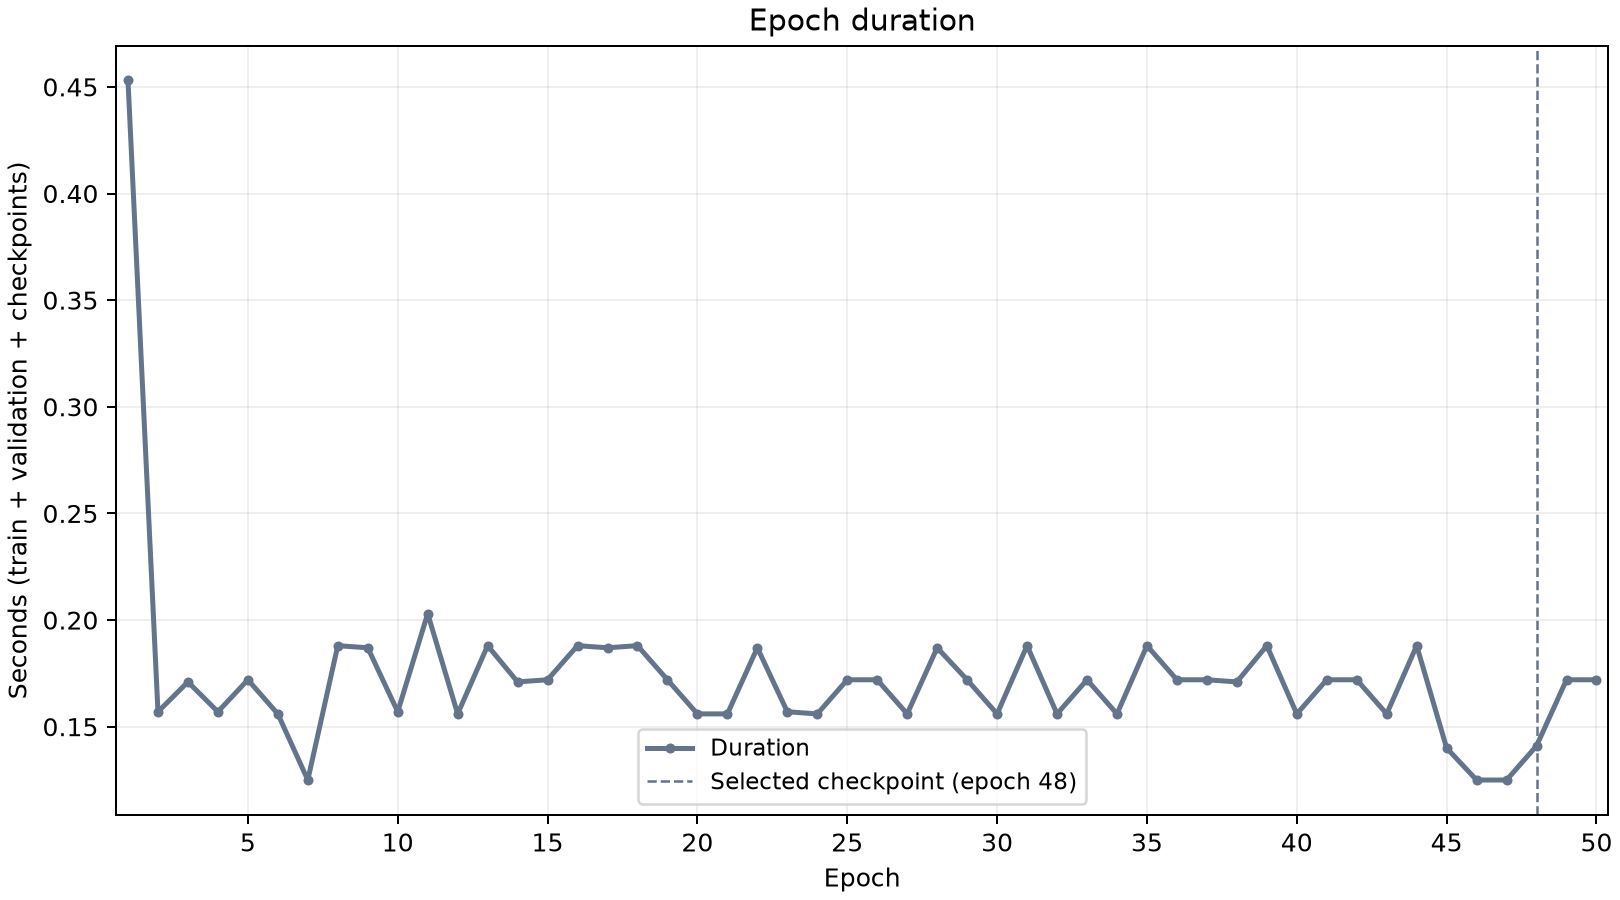 Epoch duration
Seconds (train + validation + checkpoints)
0.45
0.40
0.35
0.30
0.25
0.20
0.15
Duration
Selected checkpoint (epoch 48)
5 10 15 20 25 30 35 40 45 50
Epoch